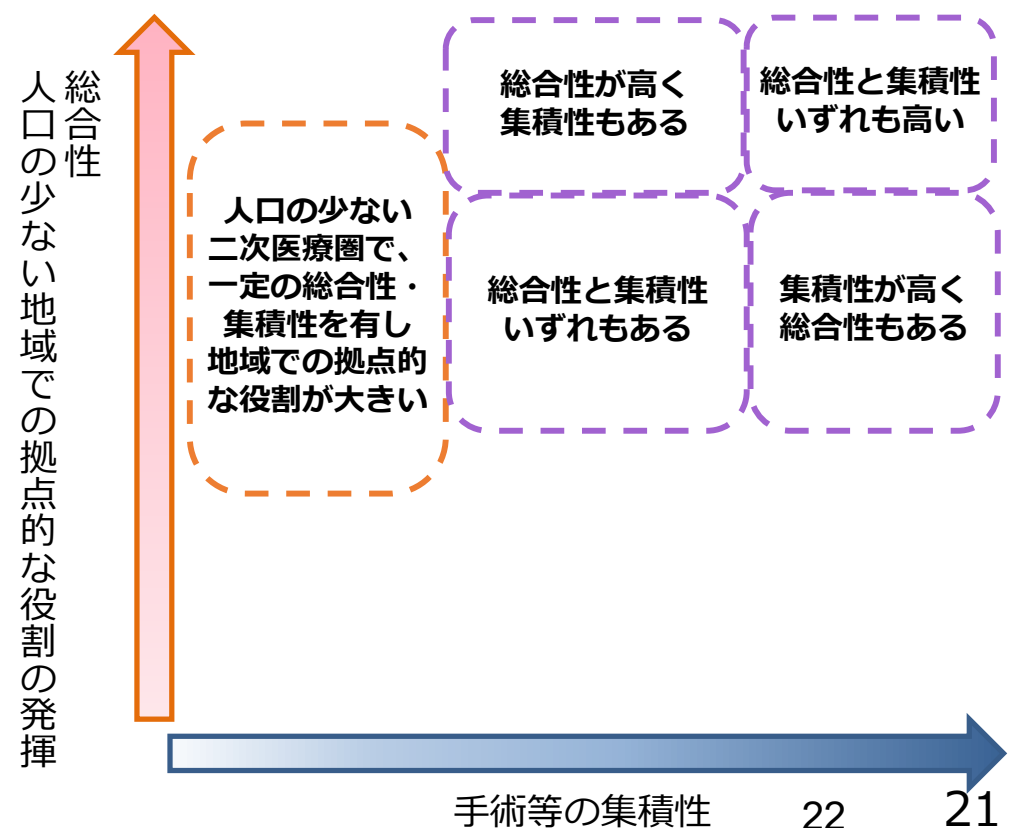 総合性
人口の少ない地域での拠点的な役割の発揮
総合性が高く
集積性もある
総合性と集積性
いずれも高い
人口の少ない
二次医療圏で、
一定の総合性・
集積性を有し
地域での拠点的
な役割が大きい
総合性と集積性
いずれもある
集積性が高く
総合性もある
手術等の集積性
22
21